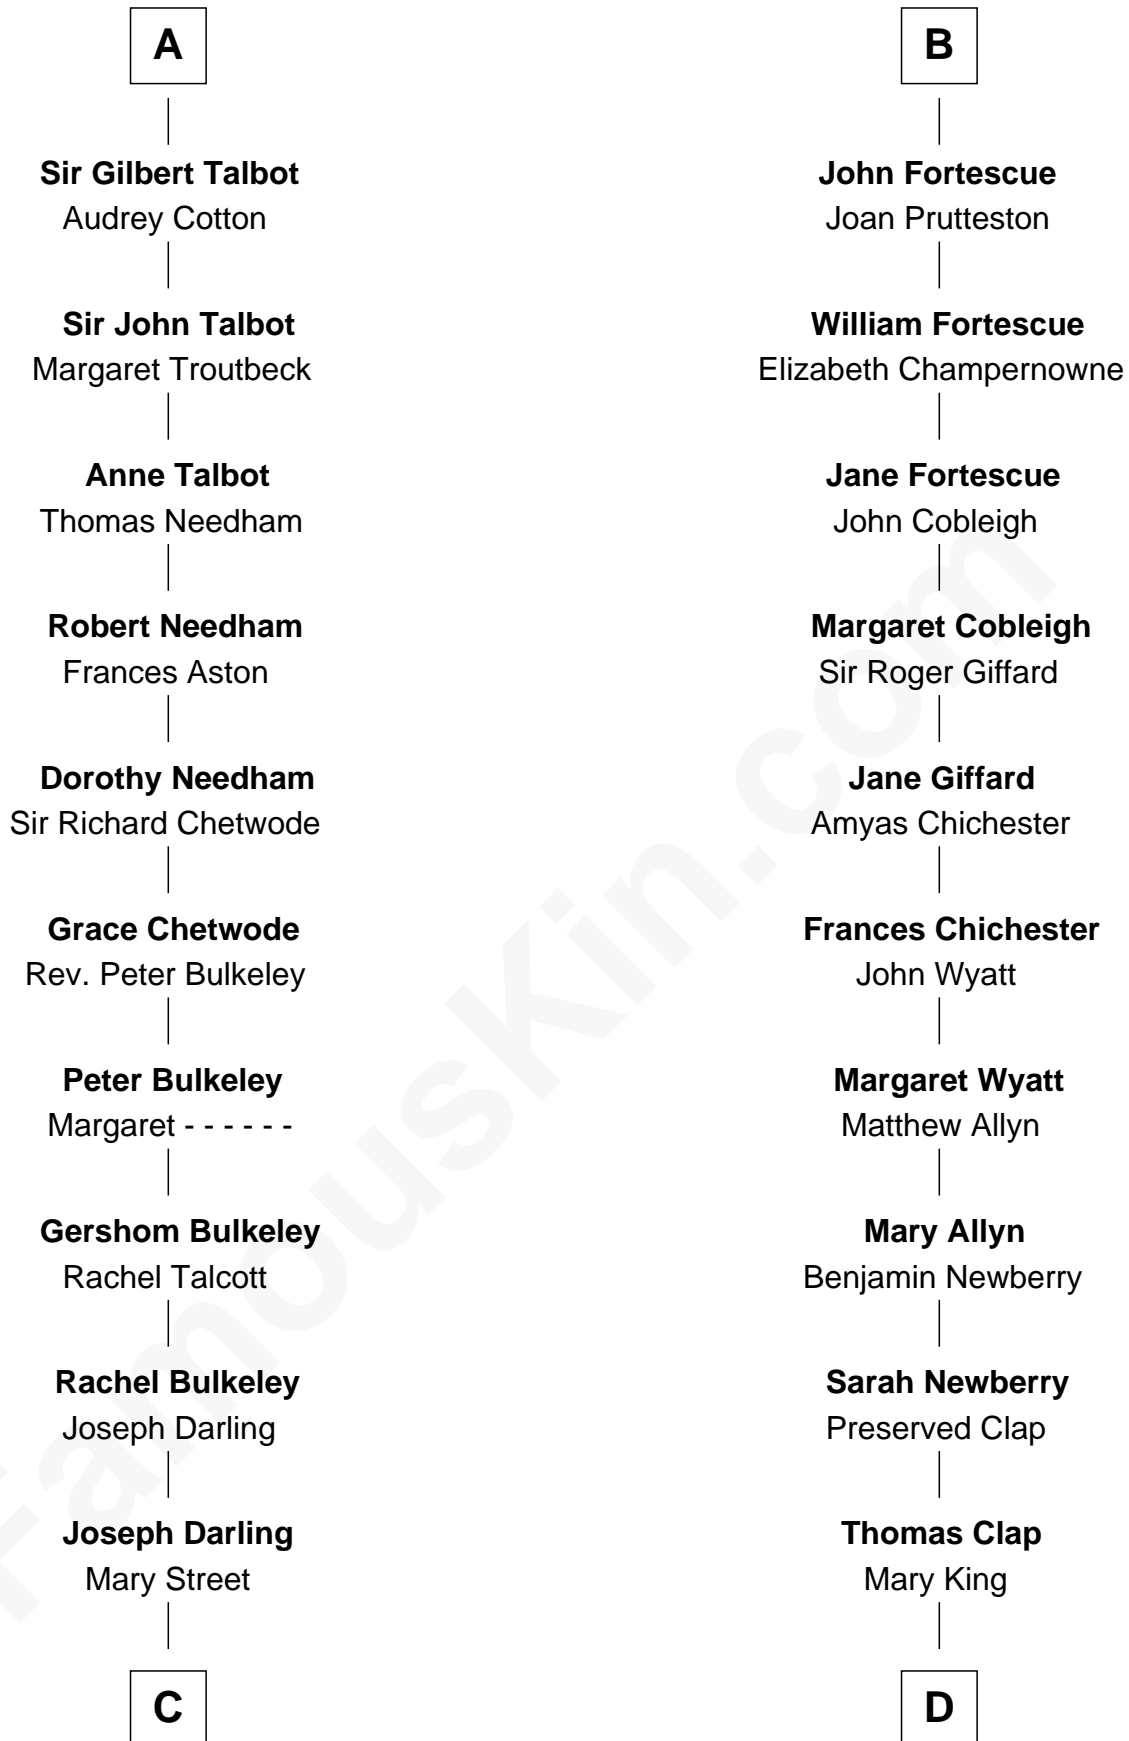 A
Sir Gilbert Talbot
Audrey Cotton
Sir John Talbot
Margaret Troutbeck
Anne Talbot
Thomas Needham
Robert Needham
Frances Aston
Dorothy Needham
Sir Richard Chetwode
Grace Chetwode
Rev. Peter Bulkeley
Peter Bulkeley
Margaret - - - - - -
Gershom Bulkeley
Rachel Talcott
Rachel Bulkeley
Joseph Darling
Joseph Darling
Mary Street
C
B
John Fortescue
Joan Prutteston
William Fortescue
Elizabeth Champernowne
Jane Fortescue
John Cobleigh
Margaret Cobleigh
Sir Roger Giffard
Jane Giffard
Amyas Chichester
Frances Chichester
John Wyatt
Margaret Wyatt
Matthew Allyn
Mary Allyn
Benjamin Newberry
Sarah Newberry
Preserved Clap
Thomas Clap
Mary King
D
FamousKin.com